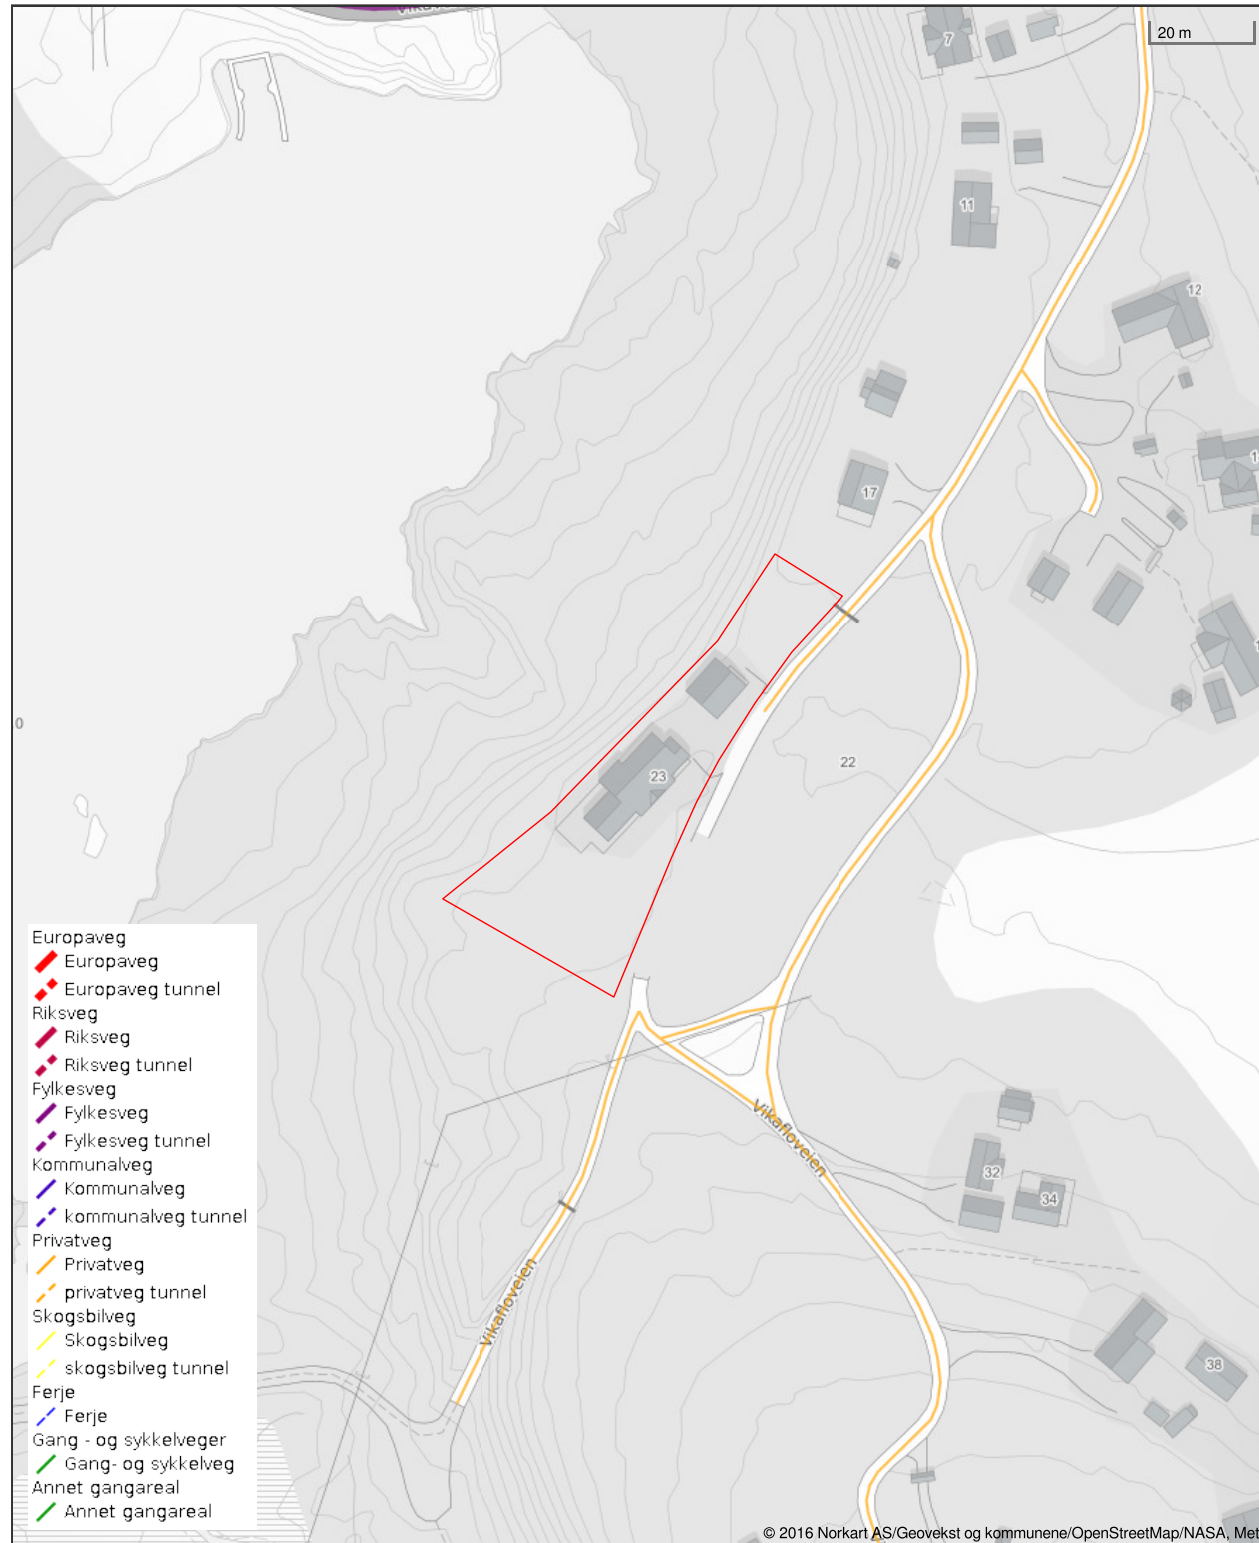 20 m
7
11
12
17
0
23
22
Vikafloveien
32
34
Vikafloveien
38
Europaveg
Europaveg
Europaveg tunnel
Riksveg
Riksveg
Riksveg tunnel
Fylkesveg
Fylkesveg
Fylkesveg tunnel
Kommunalveg
Kommunalveg
kommunalveg tunnel
Privatveg
Privatveg
privatveg tunnel
Skogsbilveg
Skogsbilveg
skogsbilveg tunnel
Ferje
Ferje
Gang - og sykkelveger
Gang- og sykkelveg
Annet gangareal
Annet gangareal
© 2016 Norkart AS/Geovekst og kommunene/OpenStreetMap/NASA, Met